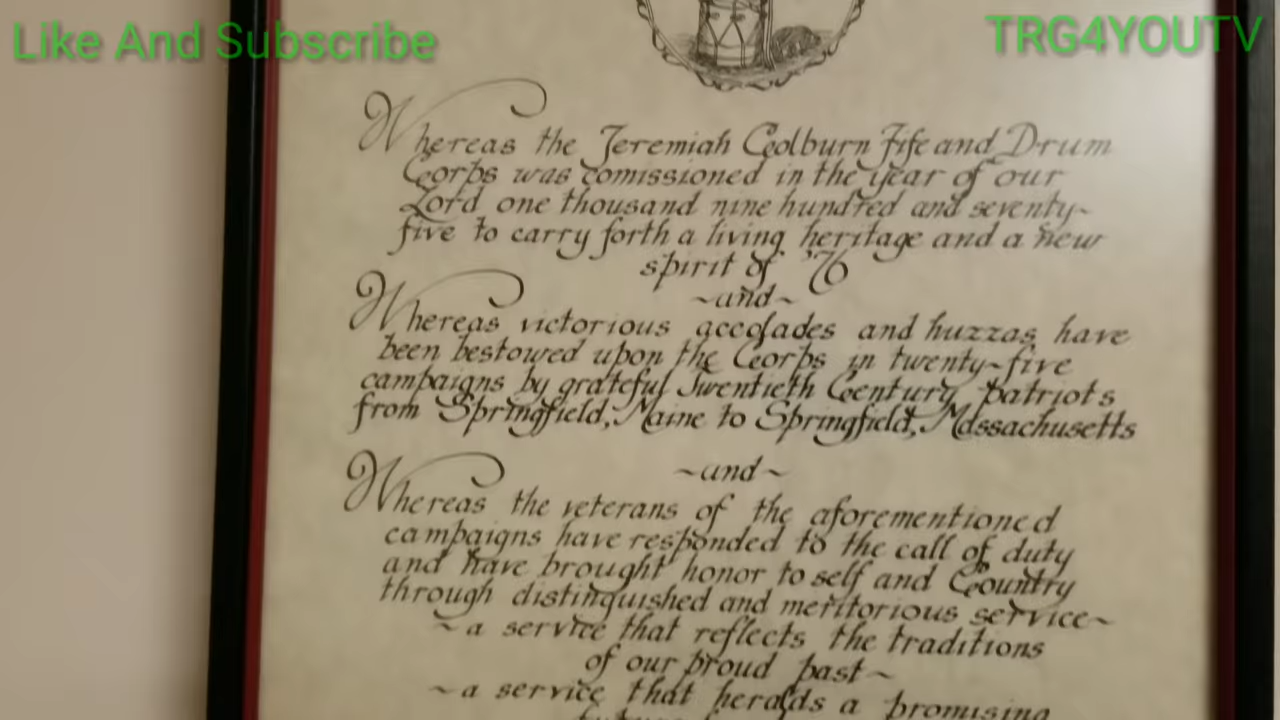 Like And Subscribe
TRG4YOUTV
Whereas the Jeremiah Colburn Fife and Drum
Corps was comissioned in the year of our
Lord one thousand nine hundred and seventy~
five to carry forth a living heritage and a new
spirit of '76
~and~
Whereas victorious accolades and huzzas have
been bestowed upon the Corps in twenty~five
campaigns by grateful Twentieth Century patriots
from Springfield, Maine to Springfield, Massachusetts
~and~
Whereas the veterans of the aforementioned
campaigns have responded to the call of duty
and have brought honor to self and Country
through distinguished and meritorious service~
~a service that reflects the traditions
of our proud past~
~a service that heralds a promising